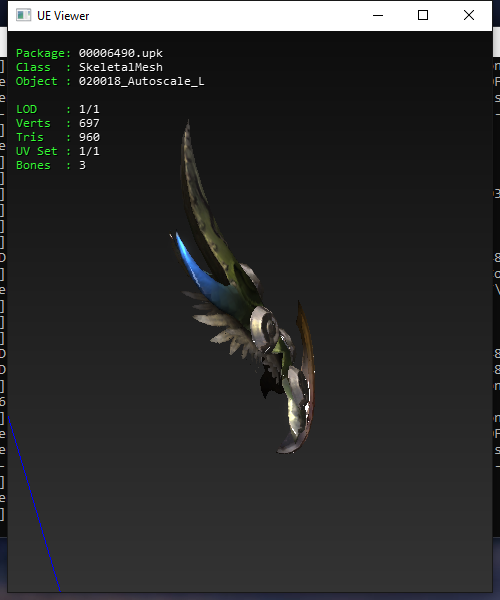 UE Viewer
Package: 00006490.upk
Class  : SkeletalMesh
Object : 020018_Autoscale_L
LOD    : 1/1
Verts  : 697
Tris   : 960
UV Set : 1/1
Bones  : 3